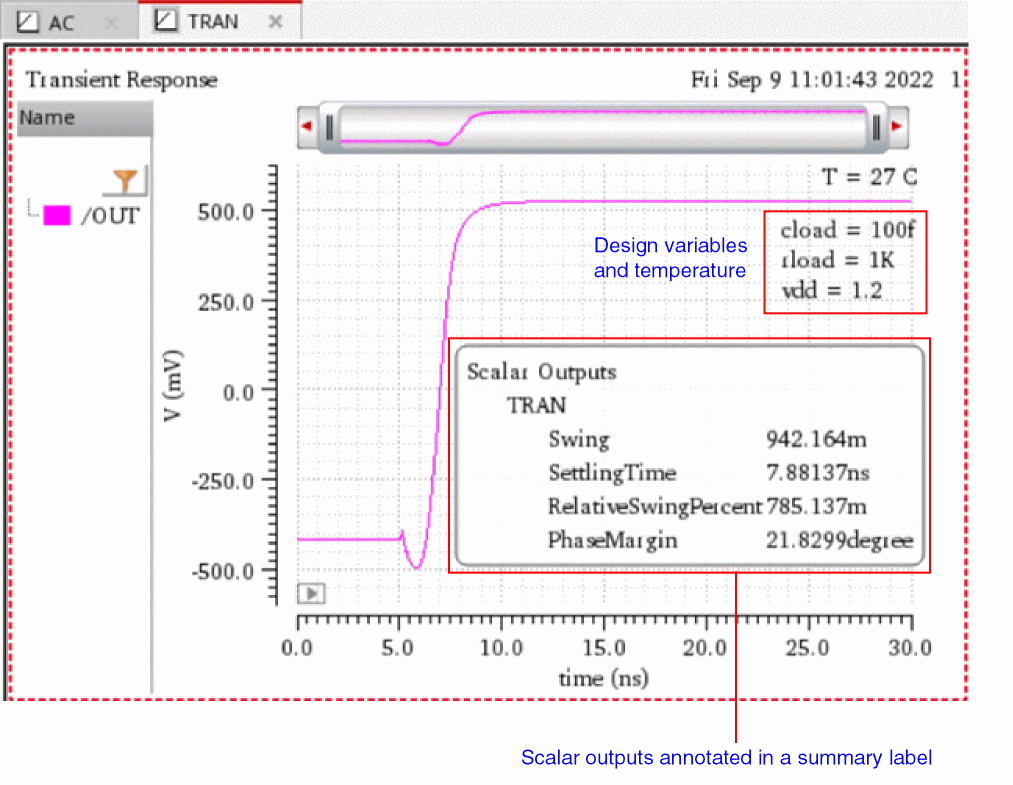 AC
TRAN
Transient Response
Fri Sep 9 11:01:43 2022 1
Name
/OUT
T = 27 C
Design variables
and temperature
cload = 100f
rload = 1K
vdd = 1.2
V (mV)
500.0
250.0
0.0
-250.0
-500.0
Scalar Outputs
TRAN
Swing 942.164m
SettlingTime 7.88137ns
RelativeSwingPercent 785.137m
PhaseMargin 21.8299degree
0.0 5.0 10.0 15.0 20.0 25.0 30.0
time (ns)
Scalar outputs annotated in a summary label